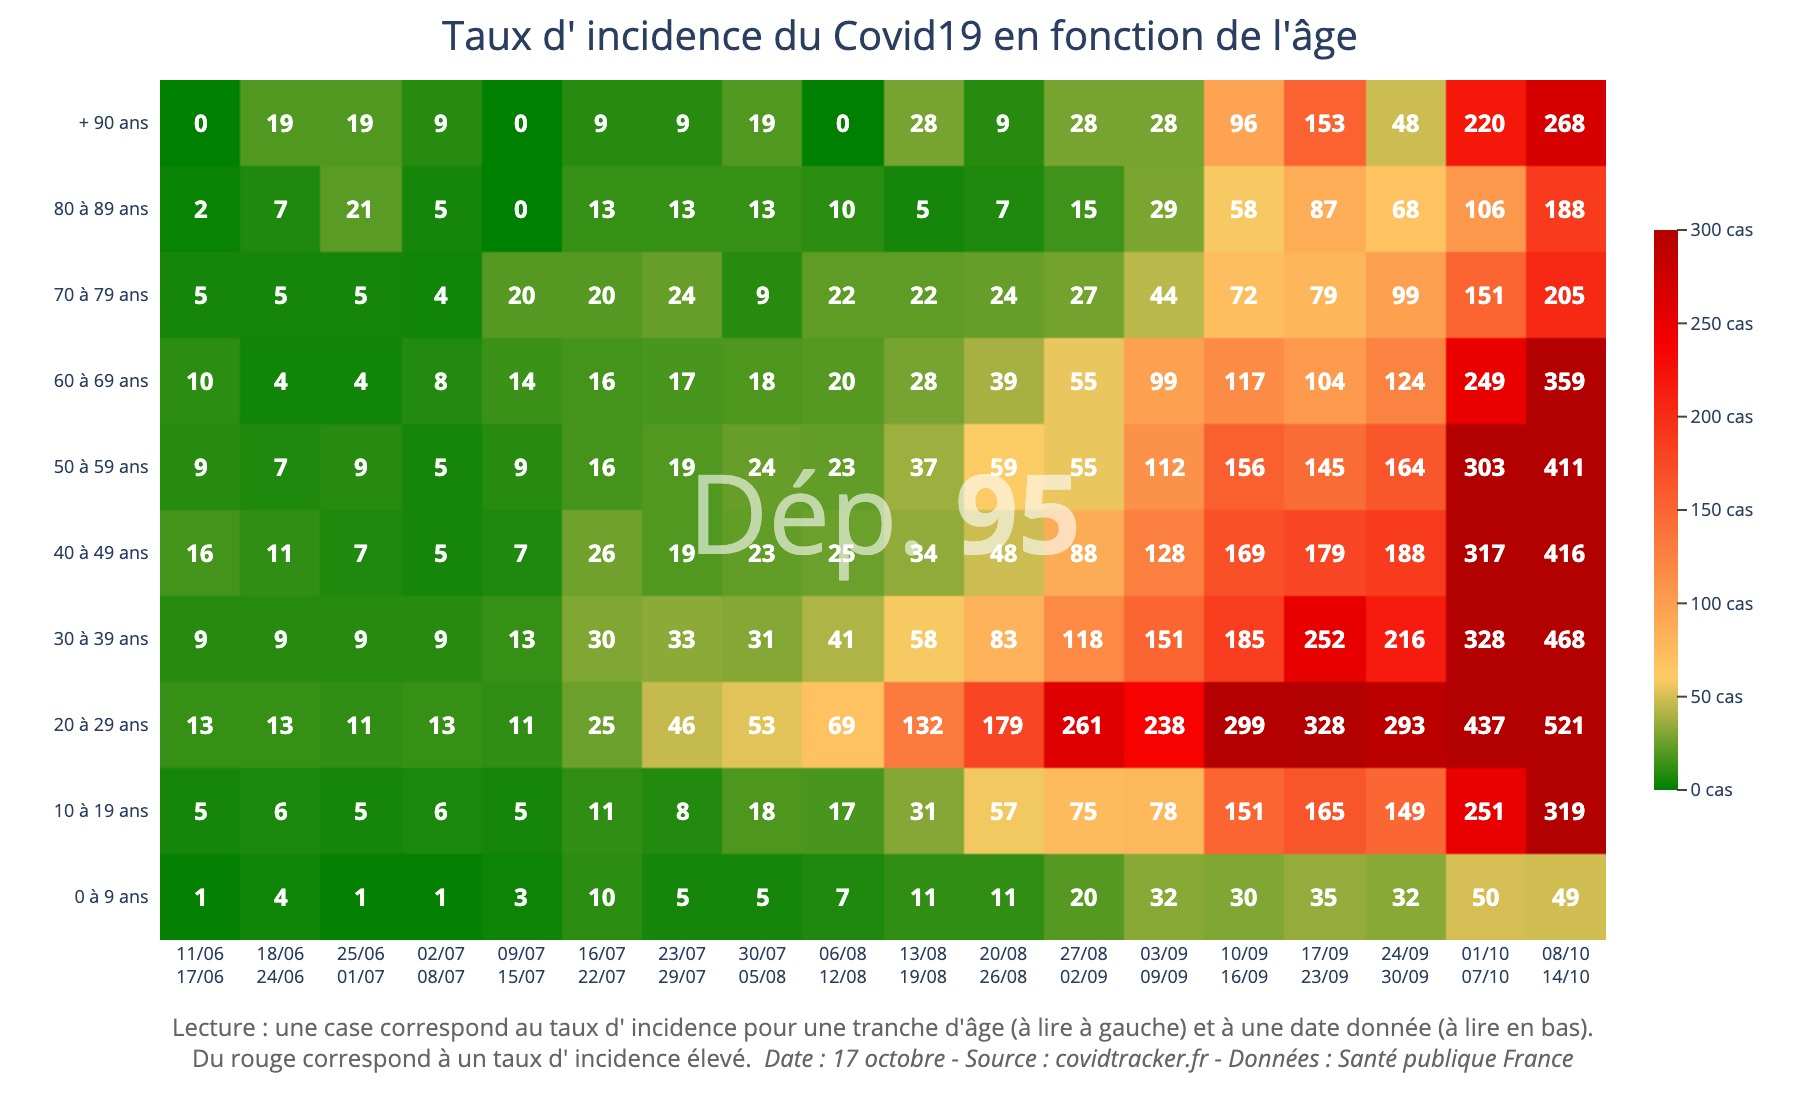 Taux d' incidence du Covid19 en fonction de l'âge
+ 90 ans 0 19 19 9 0 9 9 19 0 28 9 28 28 96 153 48 220 268
80 à 89 ans 2 7 21 5 0 13 13 13 10 5 7 15 29 58 87 68 106 188
70 à 79 ans 5 5 5 4 20 20 24 9 22 22 24 27 44 72 79 99 151 205
60 à 69 ans 10 4 4 8 14 16 17 18 20 28 39 55 99 117 104 124 249 359
50 à 59 ans 9 7 9 5 9 16 19 24 23 37 59 55 112 156 145 164 303 411
Dép. 95
40 à 49 ans 16 11 7 5 7 26 19 23 25 34 48 88 128 169 179 188 317 416
30 à 39 ans 9 9 9 9 13 30 33 31 41 58 83 118 151 185 252 216 328 468
20 à 29 ans 13 13 11 13 11 25 46 53 69 132 179 261 238 299 328 293 437 521
10 à 19 ans 5 6 5 6 5 11 8 18 17 31 57 75 78 151 165 149 251 319
0 à 9 ans 1 4 1 1 3 10 5 5 7 11 11 20 32 30 35 32 50 49
11/06 18/06 25/06 02/07 09/07 16/07 23/07 30/07 06/08 13/08 20/08 27/08 03/09 10/09 17/09 24/09 01/10 08/10
17/06 24/06 01/07 08/07 15/07 22/07 29/07 05/08 12/08 19/08 26/08 02/09 09/09 16/09 23/09 30/09 07/10 14/10
300 cas
250 cas
200 cas
150 cas
100 cas
50 cas
0 cas
Lecture : une case correspond au taux d' incidence pour une tranche d'âge (à lire à gauche) et à une date donnée (à lire en bas).
Du rouge correspond à un taux d' incidence élevé. Date : 17 octobre - Source : covidtracker.fr - Données : Santé publique France